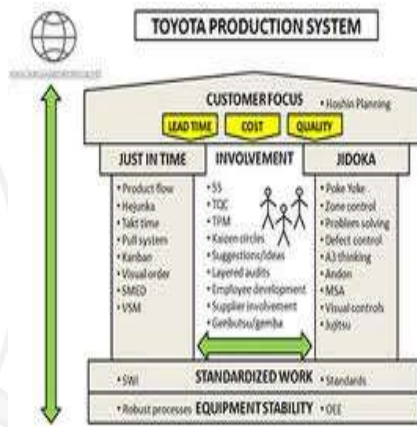 TOYOTA PRODUCTION SYSTEM
CUSTOMER FOCUS
• Hoshin Planning
LEAD TIME
COST
QUALITY
JUST IN TIME
• Product flow
• Hejunka
• Takt time
• Pull system
• Kanban
• Visual order
• SMED
• VSM
INVOLVEMENT
• 5S
• TQC
• TPM
• Kaizen circles
• Suggestions/ideas
• Layered audits
• Employee development
• Supplier involvement
• Genbutsu/gemba
JIDOKA
• Poke Yoke
• Zone control
• Problem solving
• Defect control
• A3 thinking
• Andon
• MSA
• Visual controls
• Jujitsu
• SWI STANDARDIZED WORK • Standards
• Robust processes EQUIPMENT STABILITY • OEE